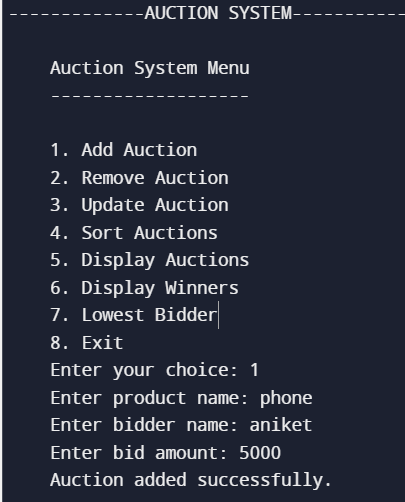 -------------AUCTION SYSTEM-----------
Auction System Menu
-------------------
1. Add Auction
2. Remove Auction
3. Update Auction
4. Sort Auctions
5. Display Auctions
6. Display Winners
7. Lowest Bidder
8. Exit
Enter your choice: 1
Enter product name: phone
Enter bidder name: aniket
Enter bid amount: 5000
Auction added successfully.